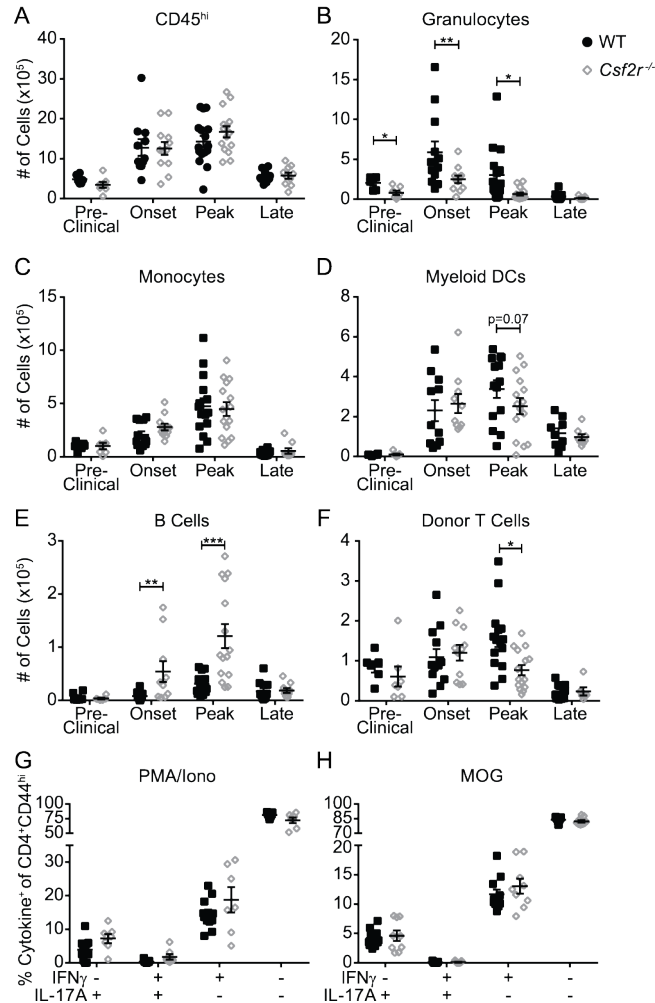 A
CD45hi
# of Cells (x10⁵)
40
30
20
10
0
Pre-
Clinical
Onset
Peak
Late
B
Granulocytes
20
15
10
5
0
*
**
*
Pre-
Clinical
Onset
Peak
Late
WT
Csf2r⁻/⁻
C
Monocytes
# of Cells (x10⁵)
15
10
5
0
Pre-
Clinical
Onset
Peak
Late
D
Myeloid DCs
8
6
4
2
0
p=0.07
Pre-
Clinical
Onset
Peak
Late
E
B Cells
# of Cells (x10⁵)
3
2
1
0
**
***
Pre-
Clinical
Onset
Peak
Late
F
Donor T Cells
4
3
2
1
0
*
Pre-
Clinical
Onset
Peak
Late
G
PMA/Iono
% Cytokine⁺ of CD4⁺CD44hi
100
75
50
30
20
10
0
IFNγ - + + -
IL-17A + + - -
H
MOG
100
85
70
20
15
10
5
0
IFNγ - + + -
IL-17A + + - -